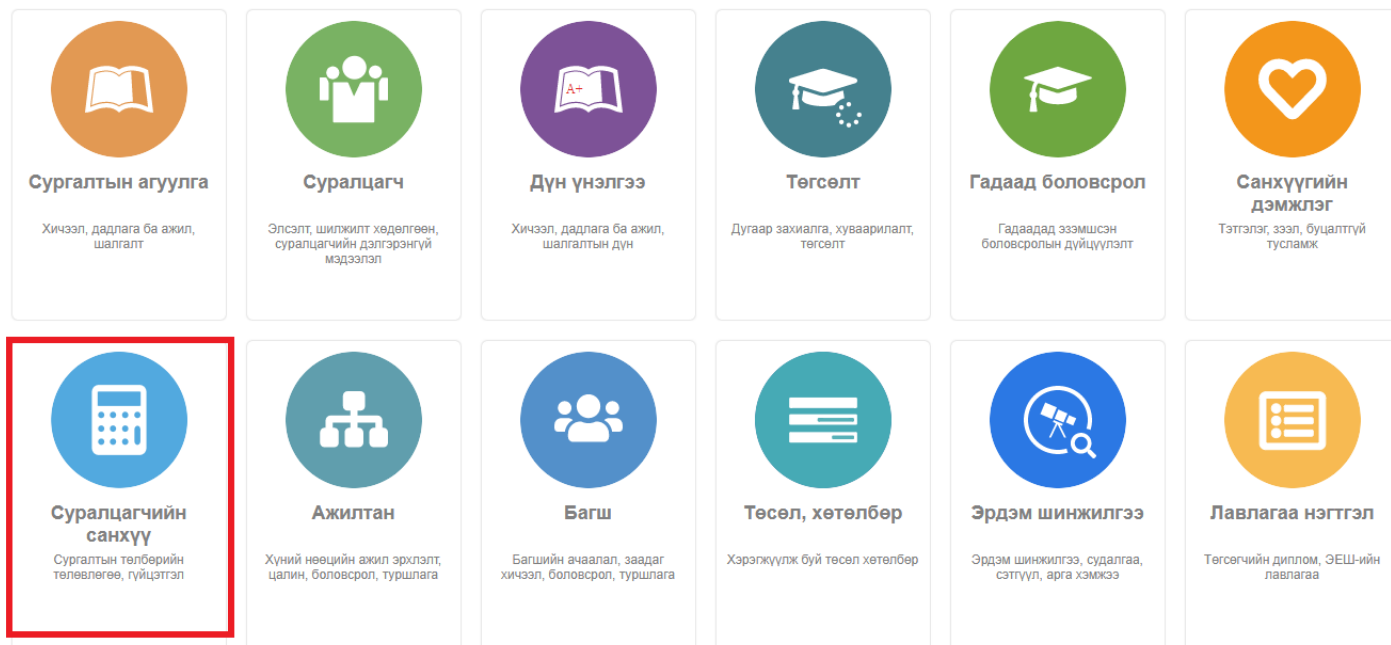 A+
Сургалтын агуулга
Хичээл, дадлага ба ажил,
шалгалт
Суралцагч
Элсэлт, шилжилт хөдөлгөөн,
суралцагчийн дэлгэрэнгүй
мэдээлэл
Дүн үнэлгээ
Хичээл, дадлага ба ажил,
шалгалтын дүн
Төгсөлт
Дугаар захиалга, хуваарилалт,
төгсөлт
Гадаад боловсрол
Гадаадад эзэмшсэн
боловсролын дүйцүүлэлт
Санхүүгийн
дэмжлэг
Тэтгэлэг, зээл, буцалтгүй
тусламж
Суралцагчийн
санхүү
Сургалтын төлбөрийн
төлөвлөгөө, гүйцэтгэл
Ажилтан
Хүний нөөцийн ажил эрхлэлт,
цалин, боловсрол, туршлага
Багш
Багшийн ачаалал, заадаг
хичээл, боловсрол, туршлага
Төсөл, хөтөлбөр
Хэрэгжүүлж буй төсөл хөтөлбөр
Эрдэм шинжилгээ
Эрдэм шинжилгээ, судалгаа,
сэтгүүл, арга хэмжээ
Лавлагаа нэгтгэл
Төгсөгчийн диплом, ЭЕШ-ийн
лавлагаа